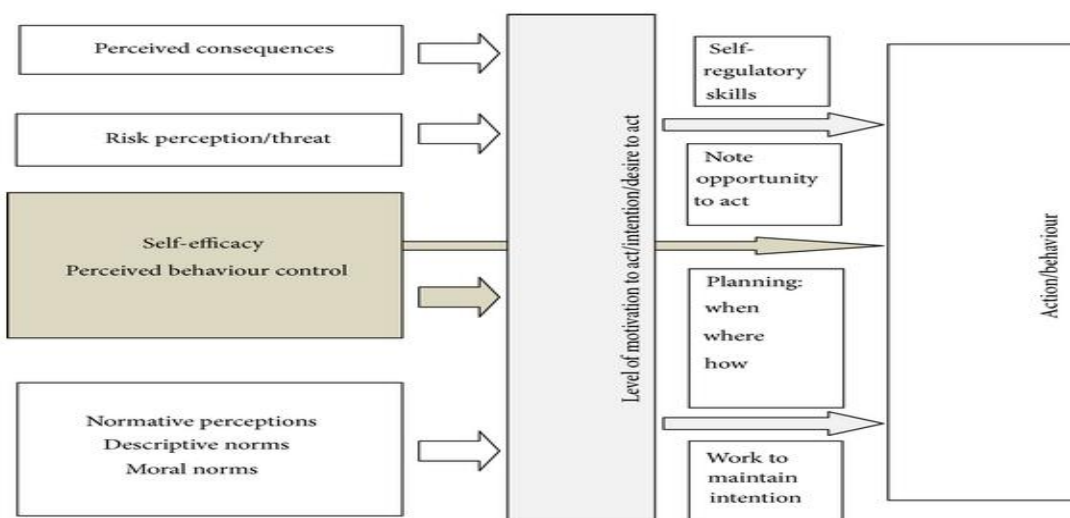 Perceived consequences
Risk perception/threat
Self-efficacy
Perceived behaviour control
Normative perceptions
Descriptive norms
Moral norms
Level of motivation to act/intention/desire to act
Self-
regulatory
skills
Note
opportunity
to act
Planning:
when
where
how
Work to
maintain
intention
Action/behaviour